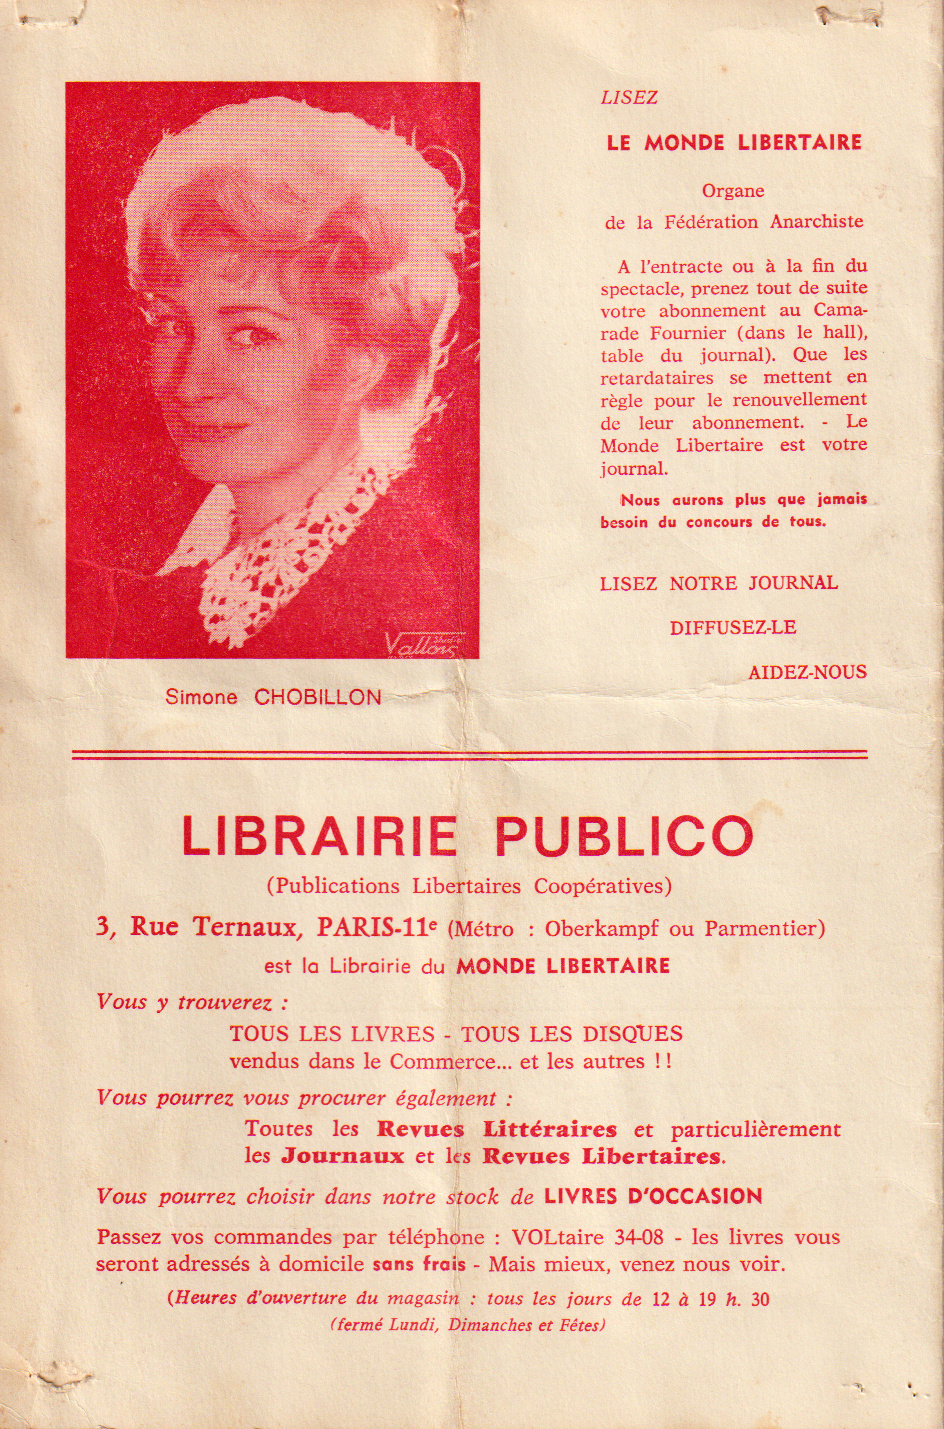 LISEZ
LE MONDE LIBERTAIRE
Organe
de la Fédération Anarchiste
A l'entracte ou à la fin du
spectacle, prenez tout de suite
votre abonnement au Cama-
rade Fournier (dans le hall),
table du journal). Que les
retardataires se mettent en
règle pour le renouvellement
de leur abonnement. - Le
Monde Libertaire est votre
journal.
Nous aurons plus que jamais
besoin du concours de tous.
LISEZ NOTRE JOURNAL
DIFFUSEZ-LE
AIDEZ-NOUS
Vallois
Simone CHOBILLON
LIBRAIRIE PUBLICO
(Publications Libertaires Coopératives)
3, Rue Ternaux, PARIS-11e (Métro : Oberkampf ou Parmentier)
est la Librairie du MONDE LIBERTAIRE
Vous y trouverez :
TOUS LES LIVRES - TOUS LES DISQUES
vendus dans le Commerce... et les autres !!
Vous pourrez vous procurer également :
Toutes les Revues Littéraires et particulièrement
les Journaux et les Revues Libertaires.
Vous pourrez choisir dans notre stock de LIVRES D'OCCASION
Passez vos commandes par téléphone : VOLtaire 34-08 - les livres vous
seront adressés à domicile sans frais - Mais mieux, venez nous voir.
(Heures d'ouverture du magasin : tous les jours de 12 à 19 h. 30
(fermé Lundi, Dimanches et Fêtes)